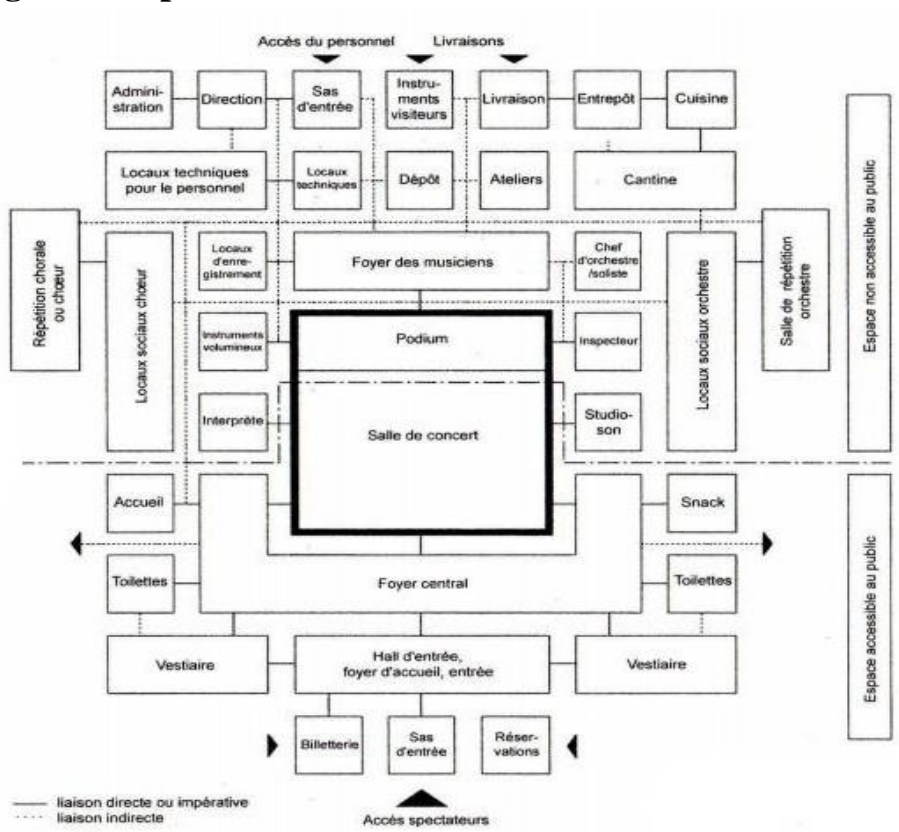 Accès du personnel
Livraisons
Admini-
stration
Direction
Sas
d'entrée
Instru-
ments
visiteurs
Livraison
Entrepôt
Cuisine
Locaux techniques
pour le personnel
Locaux
techniques
Dépôt
Ateliers
Cantine
Répétition chorale
ou chœur
Locaux sociaux chœur
Locaux
d'enre-
gistrement
Foyer des musiciens
Chef
d'orchestre
/soliste
Locaux sociaux orchestre
Salle de répétition
orchestre
Espace non accessible au public
Instruments
volumineux
Podium
Inspecteur
Interprète
Salle de concert
Studio-
son
Accueil
Snack
Toilettes
Foyer central
Toilettes
Espace accessible au public
Vestiaire
Hall d'entrée,
foyer d'accueil, entrée
Vestiaire
Billetterie
Sas
d'entrée
Réser-
vations
liaison directe ou impérative
liaison indirecte
Accès spectateurs